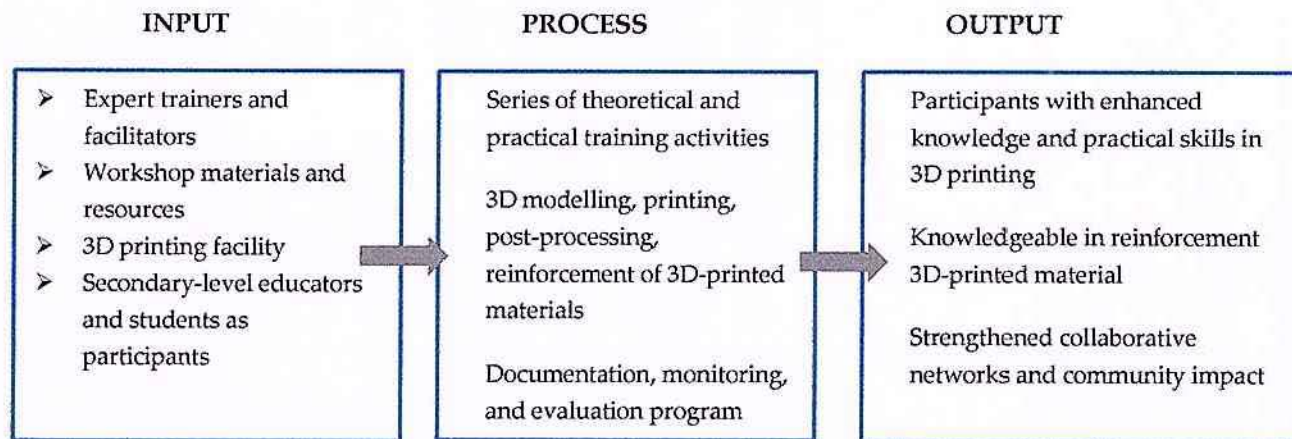 INPUT
PROCESS
OUTPUT
➢ Expert trainers and
facilitators
➢ Workshop materials and
resources
➢ 3D printing facility
➢ Secondary-level educators
and students as
participants
Series of theoretical and
practical training activities
3D modelling, printing,
post-processing,
reinforcement of 3D-printed
materials
Documentation, monitoring,
and evaluation program
Participants with enhanced
knowledge and practical skills in
3D printing
Knowledgeable in reinforcement
3D-printed material
Strengthened collaborative
networks and community impact